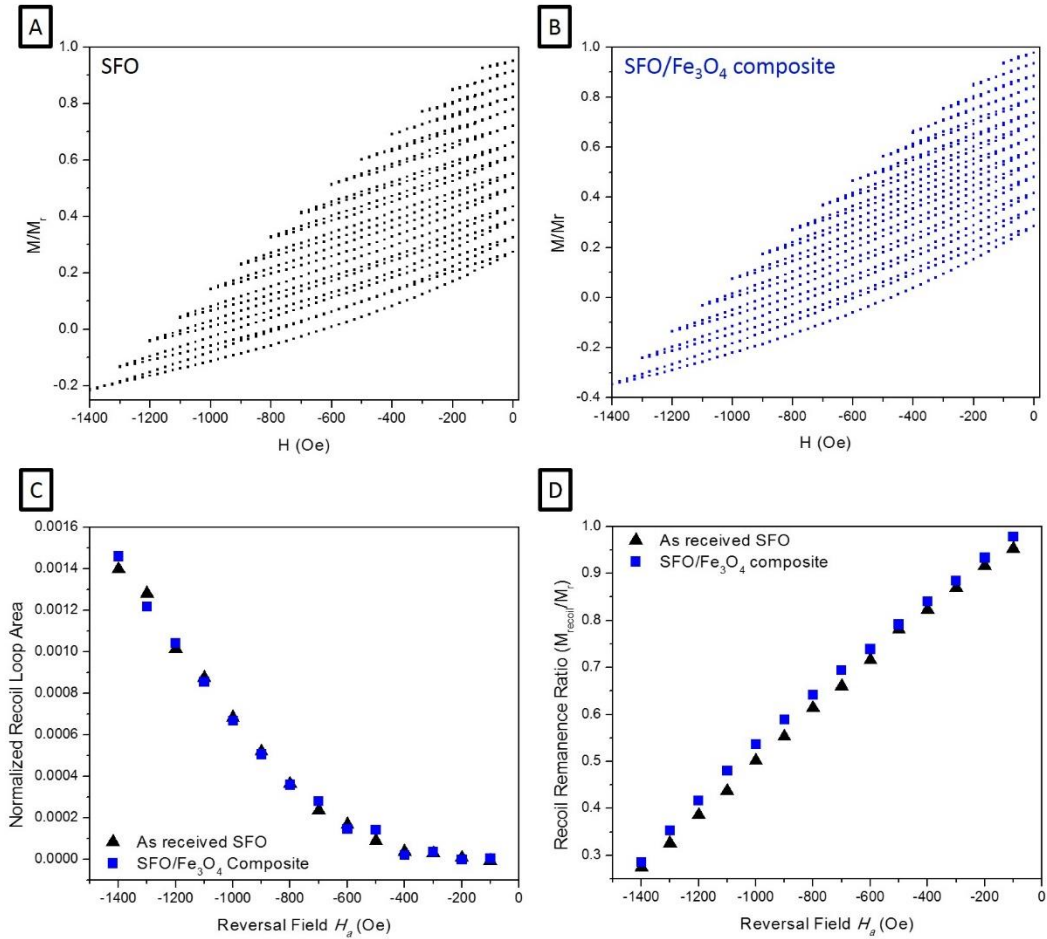 A
SFO
1.0
0.8
0.6
0.4
0.2
0.0
-0.2
M/Mr
-1400 -1200 -1000 -800 -600 -400 -200 0
H (Oe)
B
SFO/Fe3O4 composite
1.0
0.8
0.6
0.4
0.2
0.0
-0.2
-0.4
M/Mr
-1400 -1200 -1000 -800 -600 -400 -200 0
H (Oe)
C
0.0016
0.0014
0.0012
0.0010
0.0008
0.0006
0.0004
0.0002
0.0000
Normalized Recoil Loop Area
As received SFO
SFO/Fe3O4 Composite
-1400 -1200 -1000 -800 -600 -400 -200 0
Reversal Field Ha (Oe)
D
1.0
0.9
0.8
0.7
0.6
0.5
0.4
0.3
Recoil Remanence Ratio (Mrecoil/Mr)
As received SFO
SFO/Fe3O4 composite
-1400 -1200 -1000 -800 -600 -400 -200 0
Reversal Field Ha (Oe)